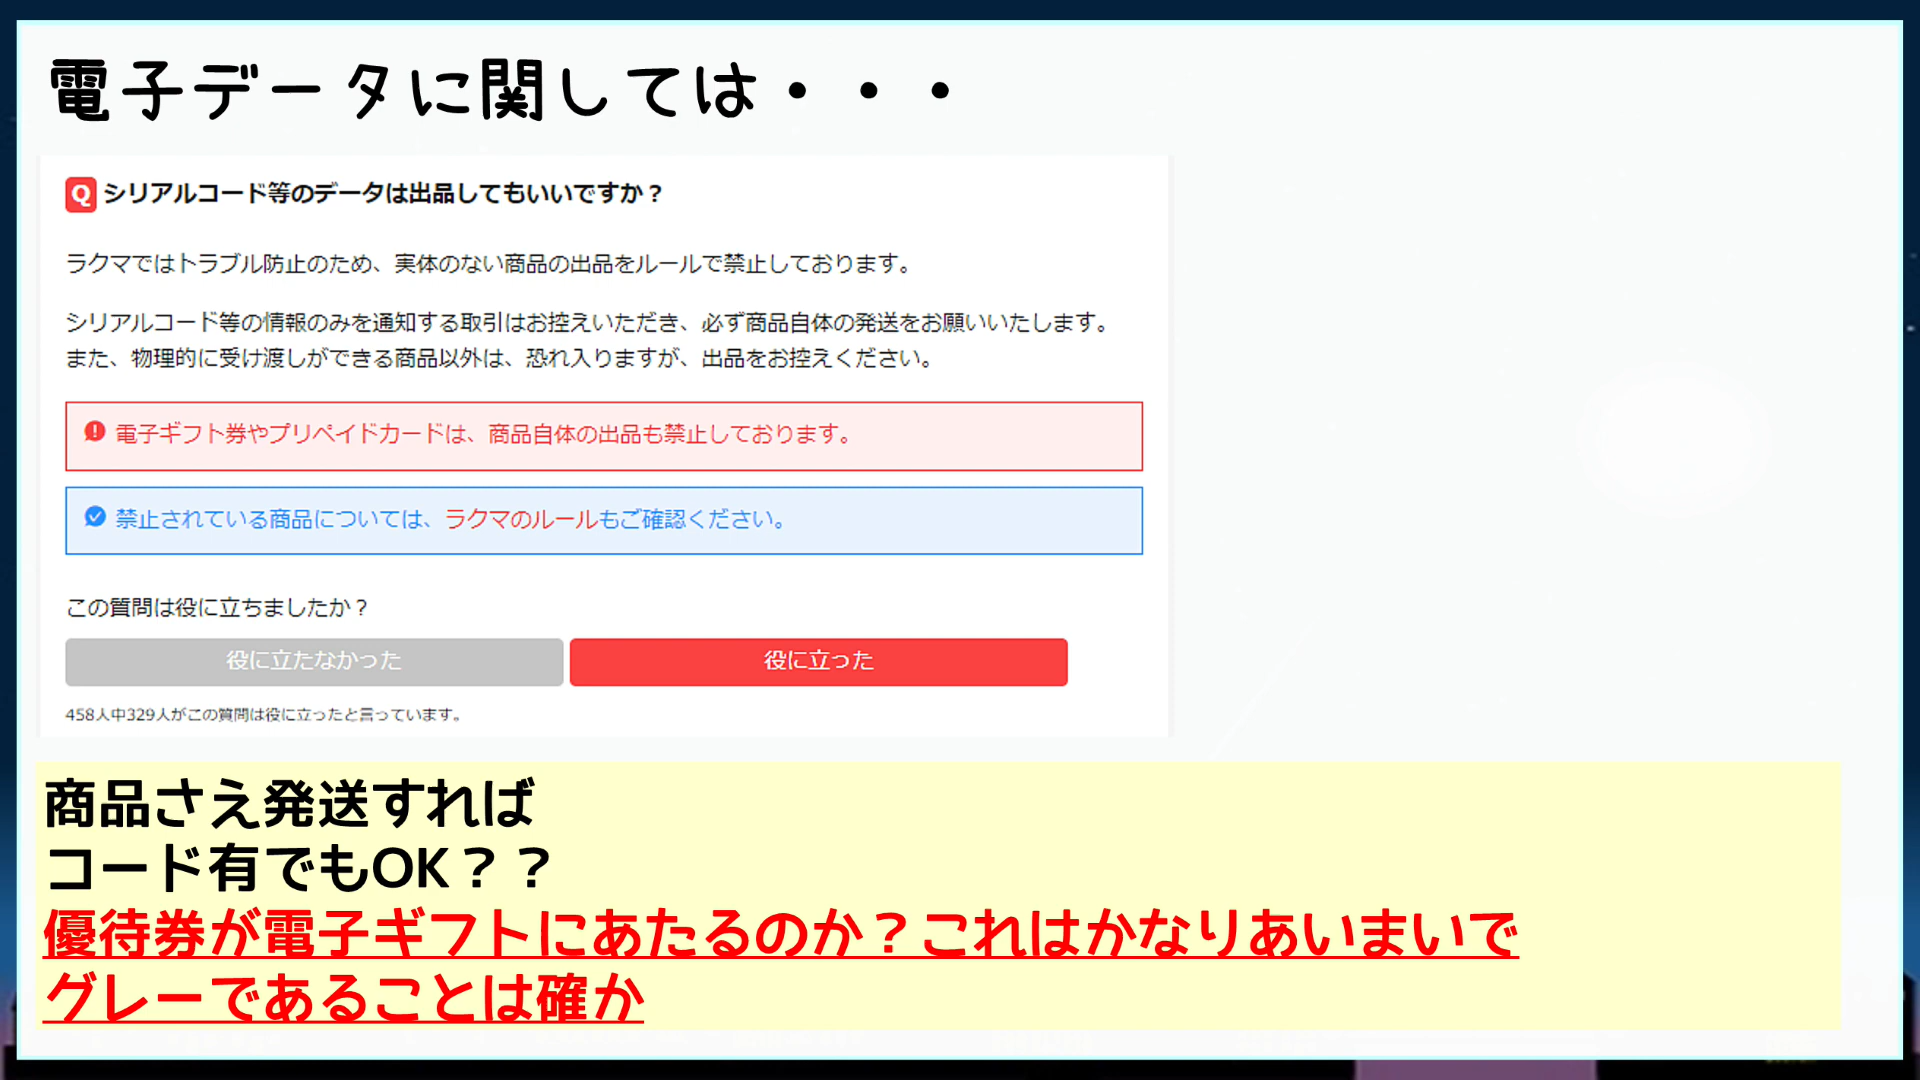 電子データに関しては・・・
Q シリアルコード等のデータは出品してもいいですか？
ラクマではトラブル防止のため、実体のない商品の出品をルールで禁止しております。
シリアルコード等の情報のみを通知する取引はお控えいただき、必ず商品自体の発送をお願いいたします。
また、物理的に受け渡しができる商品以外は、恐れ入りますが、出品をお控えください。
電子ギフト券やプリペイドカードは、商品自体の出品も禁止しております。
禁止されている商品については、ラクマのルールもご確認ください。
この質問は役に立ちましたか？
役に立たなかった
役に立った
458人中329人がこの質問は役に立ったと言っています。
商品さえ発送すれば
コード有でもOK？？
優待券が電子ギフトにあたるのか？これはかなりあいまいで
グレーであることは確か